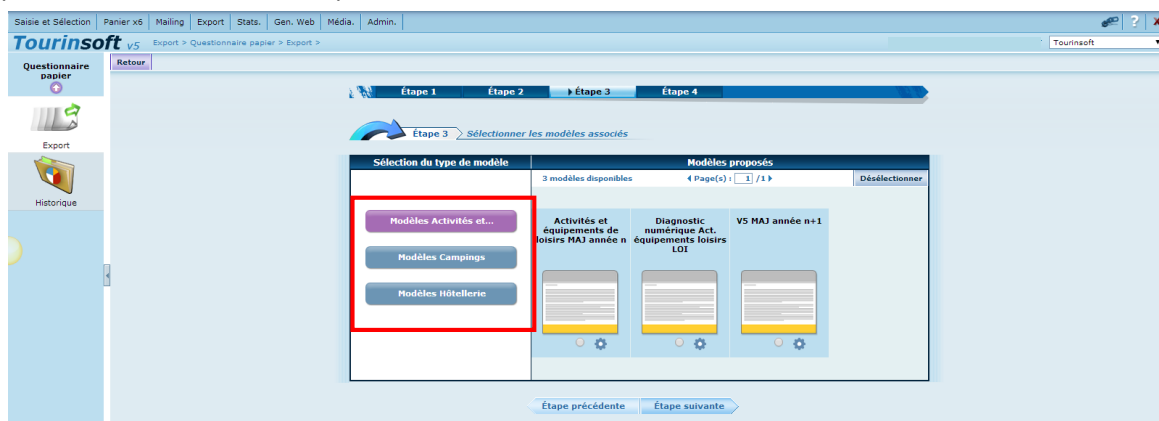 Saisie et Sélection Panier x6 Mailing Export Stats. Gen. Web Média. Admin. ? X
Tourinsoft v5 Export > Questionnaire papier > Export > Tourinsoft
Questionnaire papier
Retour
Export
Historique
Étape 1 Étape 2 Étape 3 Étape 4
Étape 3 Sélectionner les modèles associés
Sélection du type de modèle Modèles proposés
3 modèles disponibles Page(s) : 1 /1 Désélectionner
Modèles Activités et...
Modèles Campings
Modèles Hôtellerie
Activités et équipements de loisirs MAJ année n
Diagnostic numérique Act. équipements loisirs LOI
V5 MAJ année n+1
Étape précédente Étape suivante